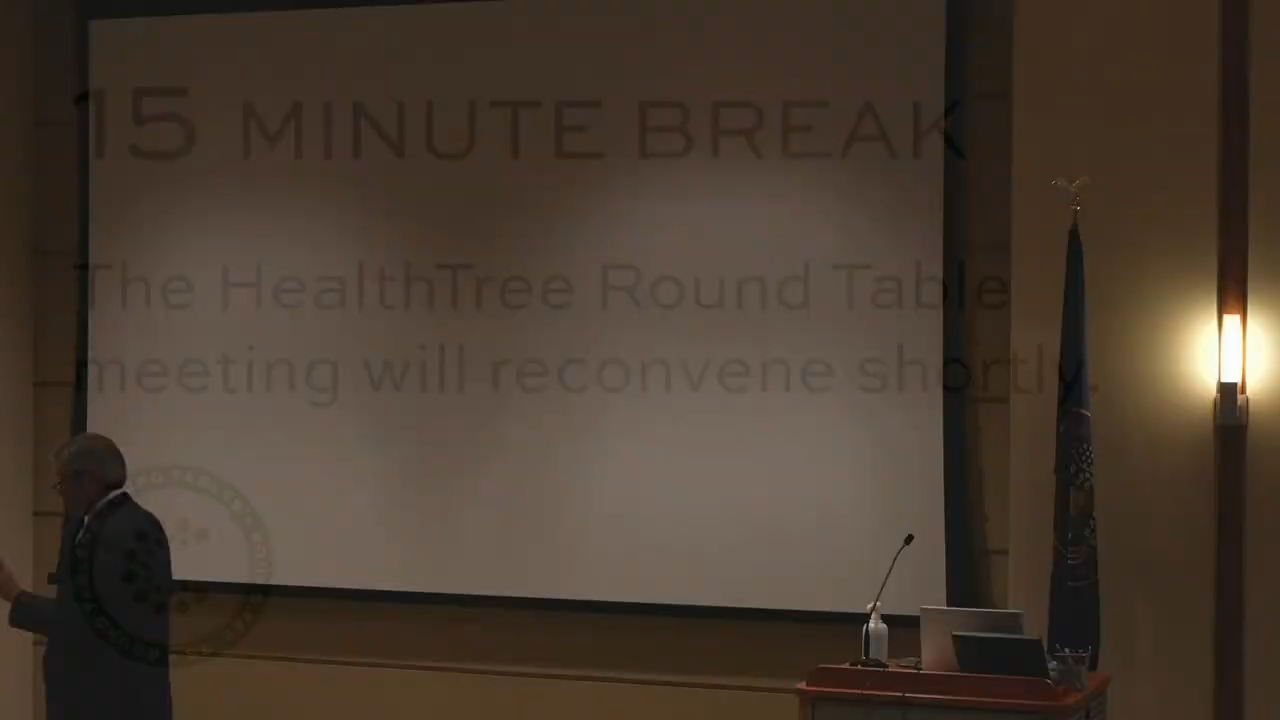 15 MINUTE BREAK
The HealthTree Round Table
meeting will reconvene shortly.